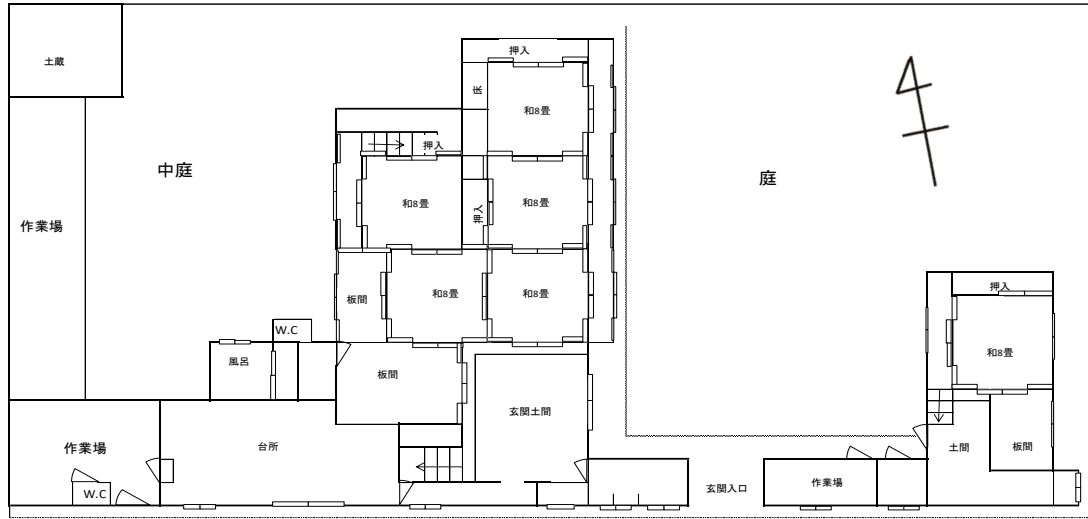 押入
土蔵
床
和8畳
押入
中庭
庭
和8畳
和8畳
押入
作業場
押入
板間
和8畳
和8畳
W.C
和8畳
風呂
板間
玄関土間
作業場
台所
土間
板間
W.C
玄関入口
作業場